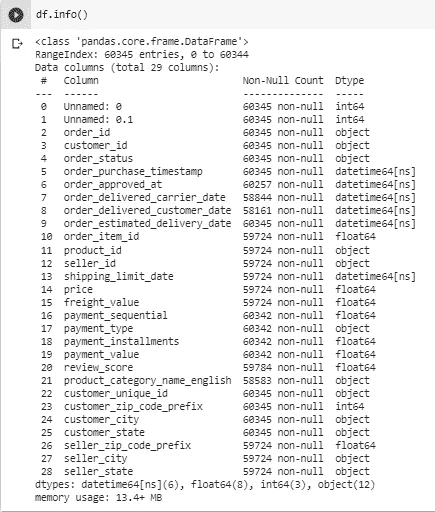 df.info()
<class 'pandas.core.frame.DataFrame'>
RangeIndex: 60345 entries, 0 to 60344
Data columns (total 29 columns):
 #   Column                         Non-Null Count  Dtype
---  ------                         --------------  -----
 0   Unnamed: 0                     60345 non-null  int64
 1   Unnamed: 0.1                   60345 non-null  int64
 2   order_id                       60345 non-null  object
 3   customer_id                    60345 non-null  object
 4   order_status                   60345 non-null  object
 5   order_purchase_timestamp       60345 non-null  datetime64[ns]
 6   order_approved_at              60257 non-null  datetime64[ns]
 7   order_delivered_carrier_date   58844 non-null  datetime64[ns]
 8   order_delivered_customer_date  58161 non-null  datetime64[ns]
 9   order_estimated_delivery_date  60345 non-null  datetime64[ns]
 10  order_item_id                  59724 non-null  float64
 11  product_id                     59724 non-null  object
 12  seller_id                      59724 non-null  object
 13  shipping_limit_date            59724 non-null  datetime64[ns]
 14  price                          59724 non-null  float64
 15  freight_value                  59724 non-null  float64
 16  payment_sequential             60342 non-null  float64
 17  payment_type                   60342 non-null  object
 18  payment_installments           60342 non-null  float64
 19  payment_value                  60342 non-null  float64
 20  review_score                   59784 non-null  float64
 21  product_category_name_english  58583 non-null  object
 22  customer_unique_id             60345 non-null  object
 23  customer_zip_code_prefix       60345 non-null  int64
 24  customer_city                  60345 non-null  object
 25  customer_state                 60345 non-null  object
 26  seller_zip_code_prefix         59724 non-null  float64
 27  seller_city                    59724 non-null  object
 28  seller_state                   59724 non-null  object
dtypes: datetime64[ns](6), float64(8), int64(3), object(12)
memory usage: 13.4+ MB